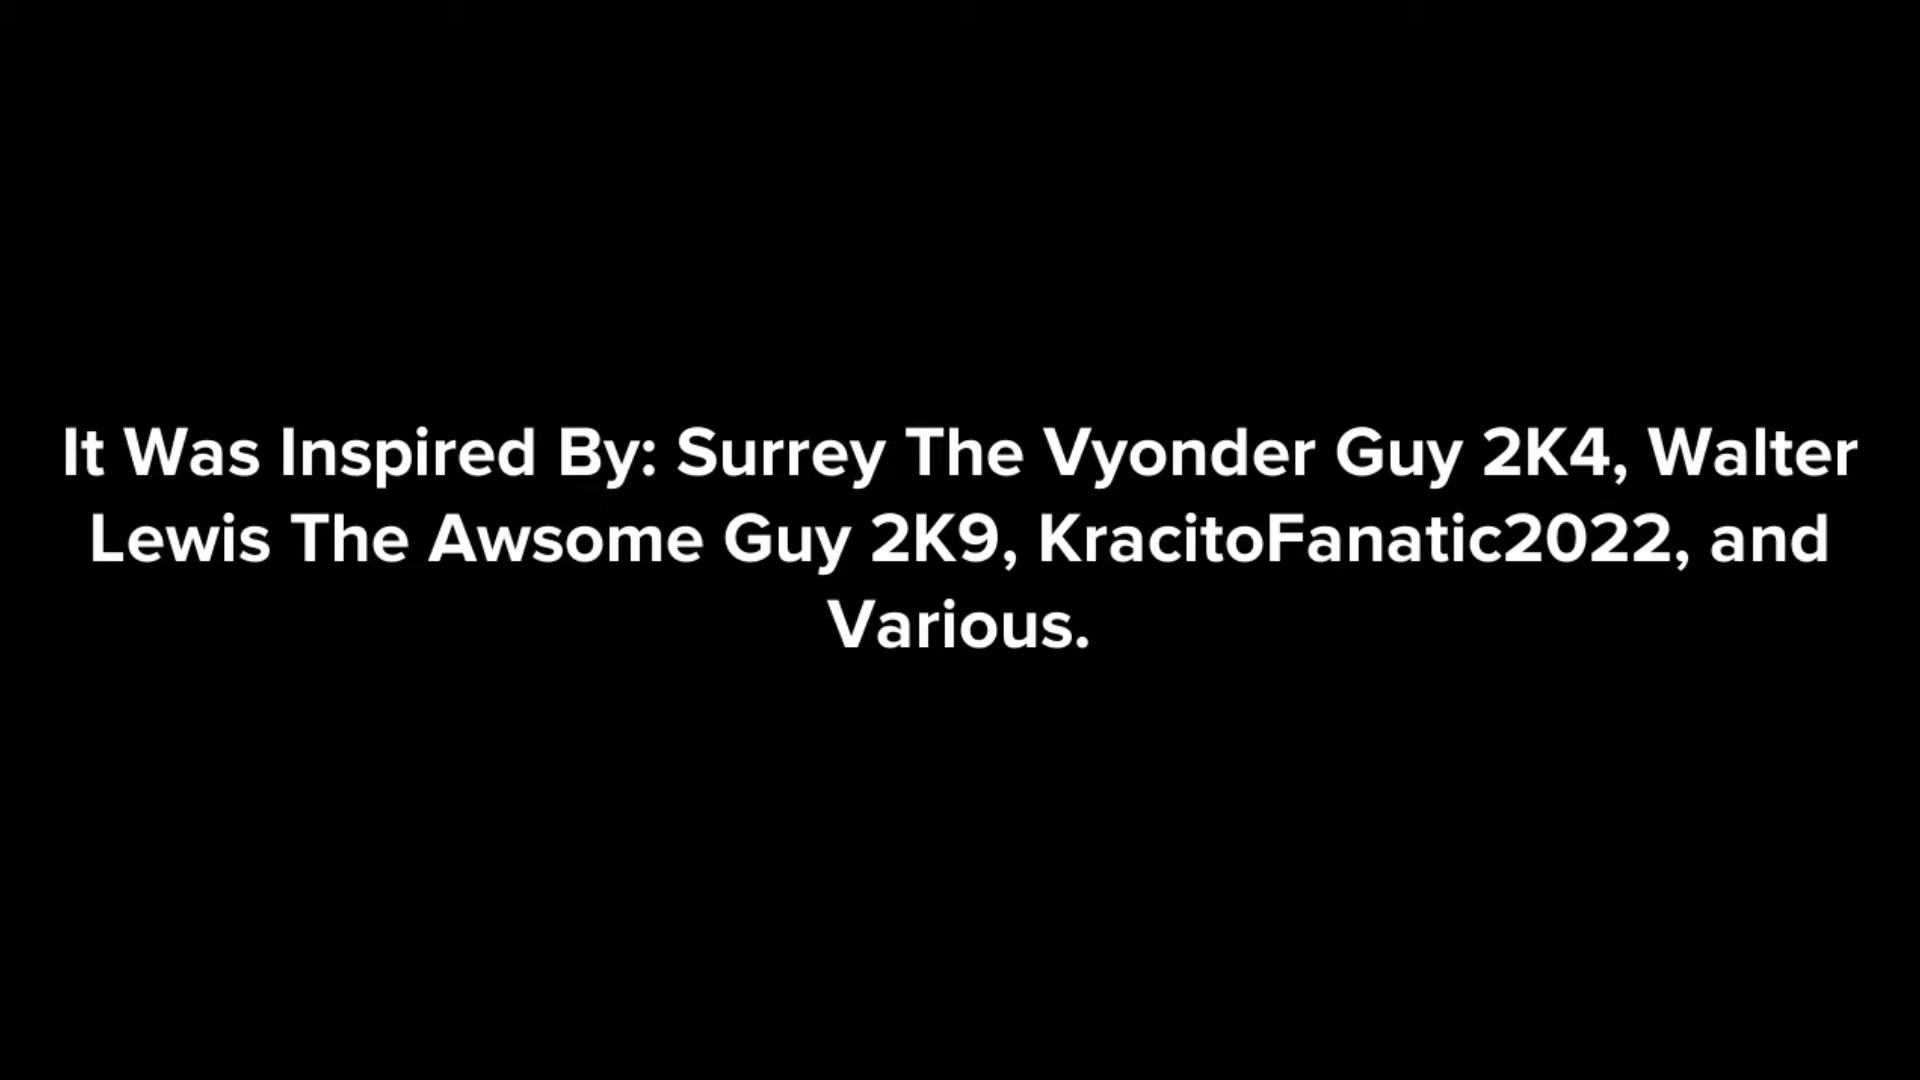 It Was Inspired By: Surrey The Vyonder Guy 2K4, Walter
Lewis The Awsome Guy 2K9, KracitoFanatic2022, and
Various.